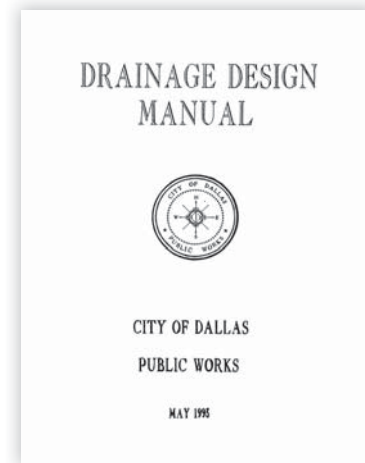 DRAINAGE DESIGN
MANUAL
CITY OF DALLAS
N
W
E
S
PUBLIC WORKS
CITY OF DALLAS
PUBLIC WORKS
MAY 1995